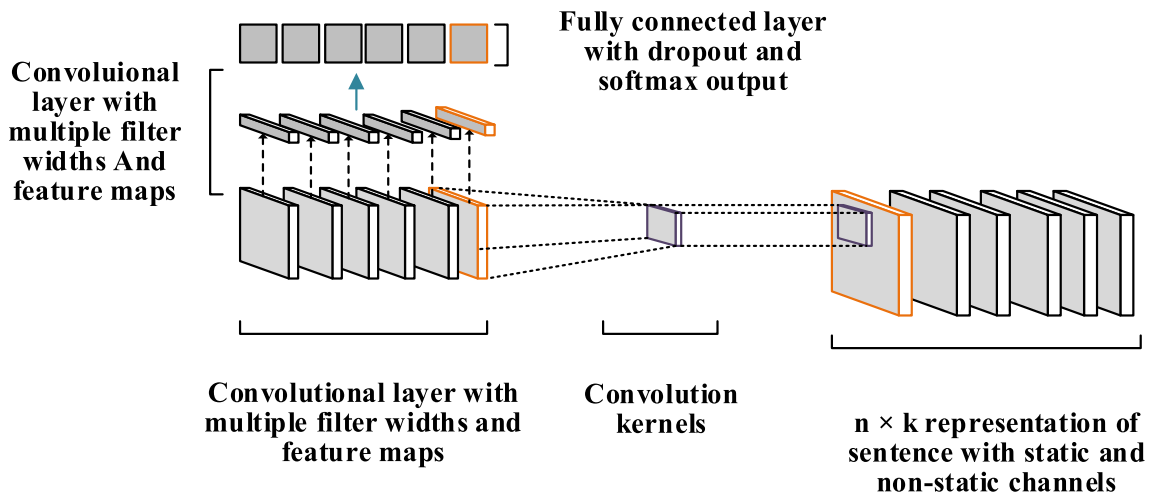 Fully connected layer
with dropout and
softmax output
Convoluional
layer with
multiple filter
widths And
feature maps
Convolutional layer with
multiple filter widths and
feature maps
Convolution
kernels
n × k representation of
sentence with static and
non-static channels